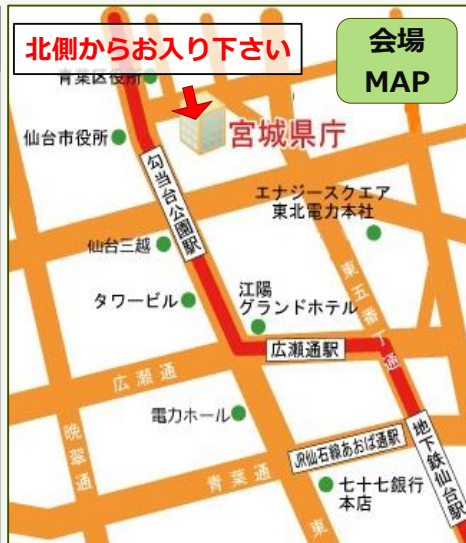 北側からお入り下さい
会場
MAP
青葉区役所
仙台市役所
宮城県庁
勾当台公園駅
エナジースクエア
東北電力本社
仙台三越
タワービル
江陽
グランドホテル
東五番丁通
広瀬通駅
広瀬通
電力ホール
晩翠通
JR仙石線あおば通駅
地下鉄仙台駅
青葉通
七十七銀行
本店
東